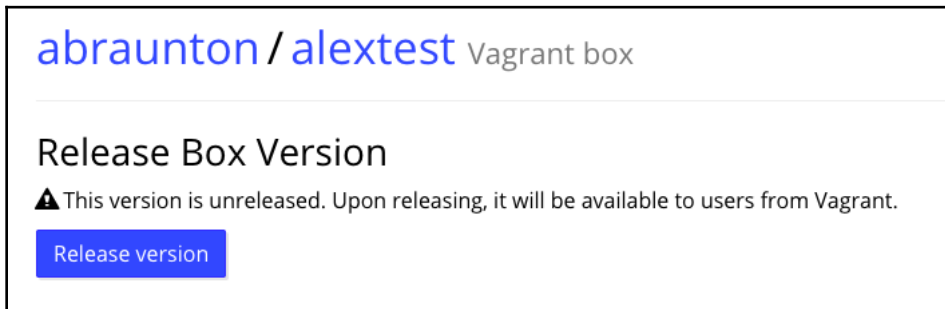 abraunton / alextest Vagrant box
Release Box Version
This version is unreleased. Upon releasing, it will be available to users from Vagrant.
Release version